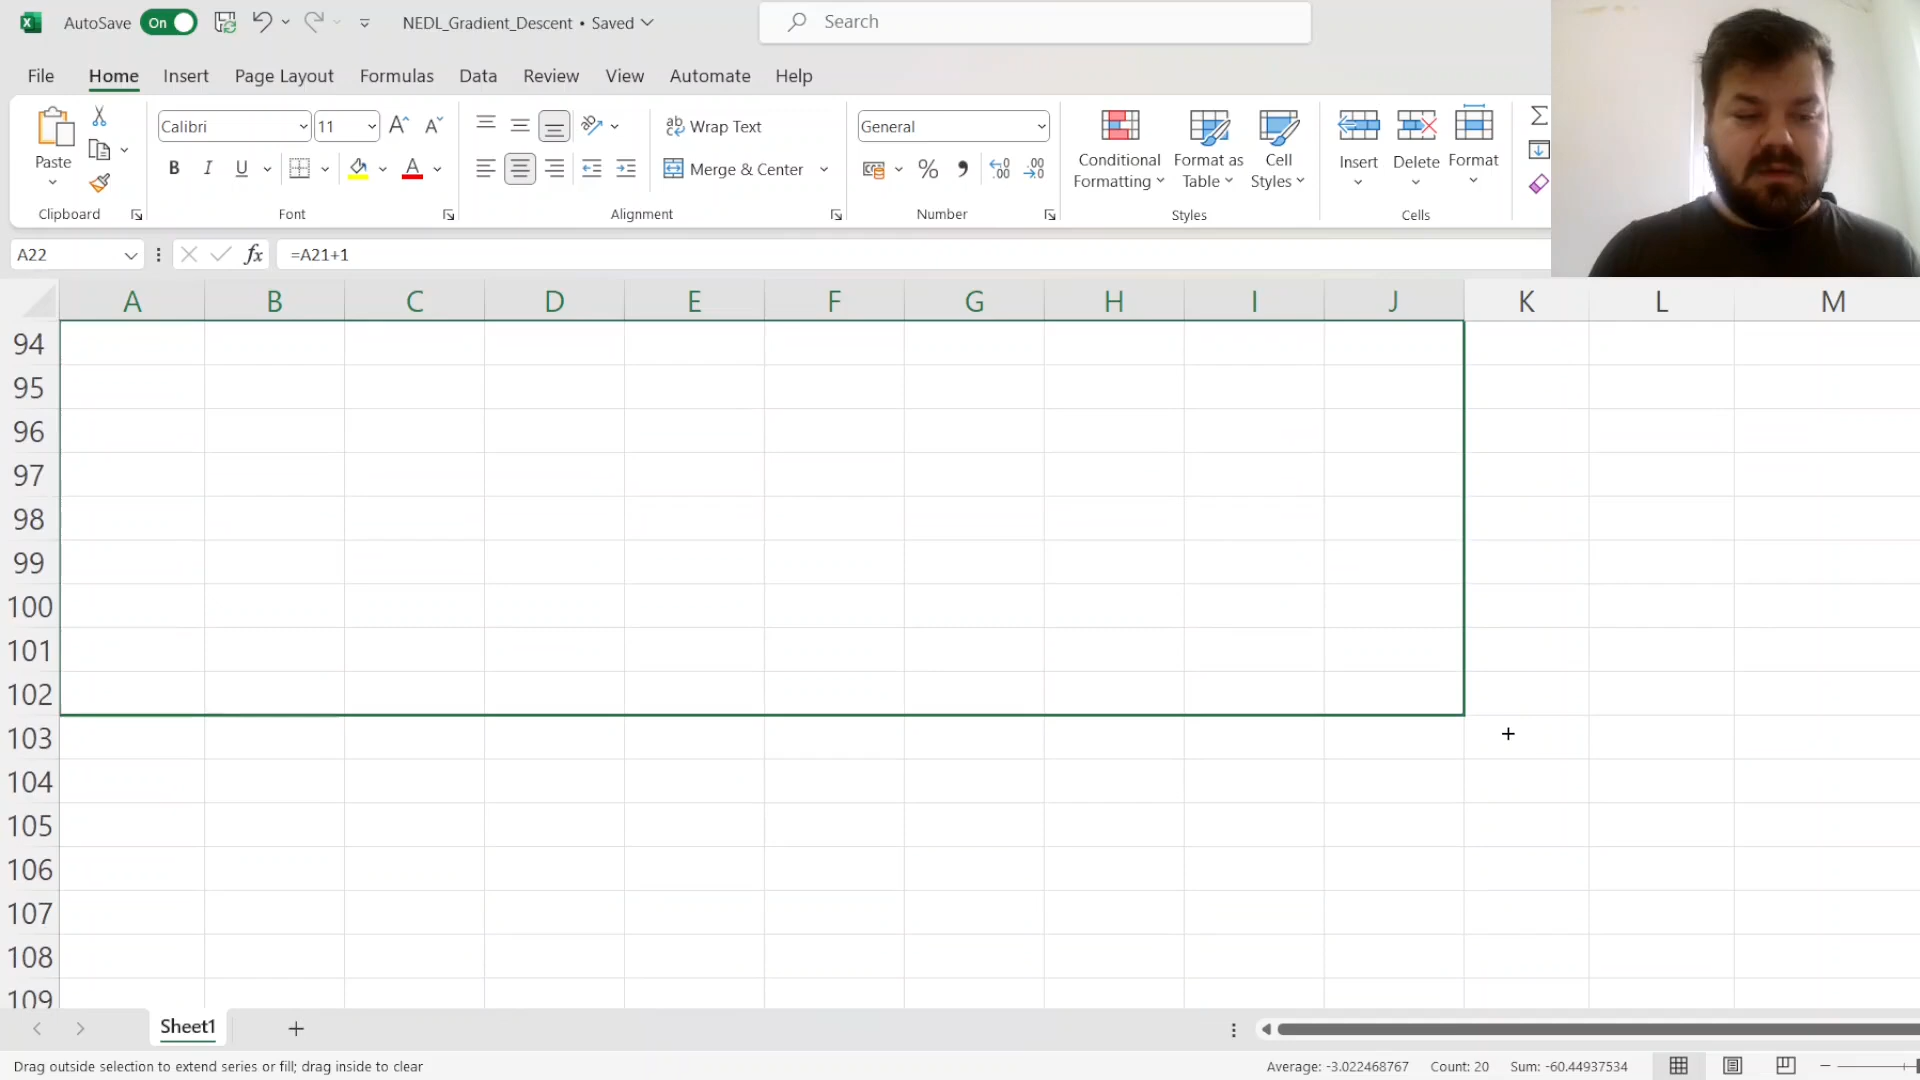 AutoSave On NEDL_Gradient_Descent • Saved Search
File Home Insert Page Layout Formulas Data Review View Automate Help
Paste
Clipboard
Calibri 11
B I U A
Font
Wrap Text
Merge & Center
Alignment
General
%
Number
Conditional Formatting
Format as Table
Cell Styles
Styles
Insert Delete Format
Cells
A22 fx =A21+1
A B C D E F G H I J K L M
94
95
96
97
98
99
100
101
102
103
104
105
106
107
108
109
Sheet1
Drag outside selection to extend series or fill; drag inside to clear Average: -3.022468767 Count: 20 Sum: -60.44937534